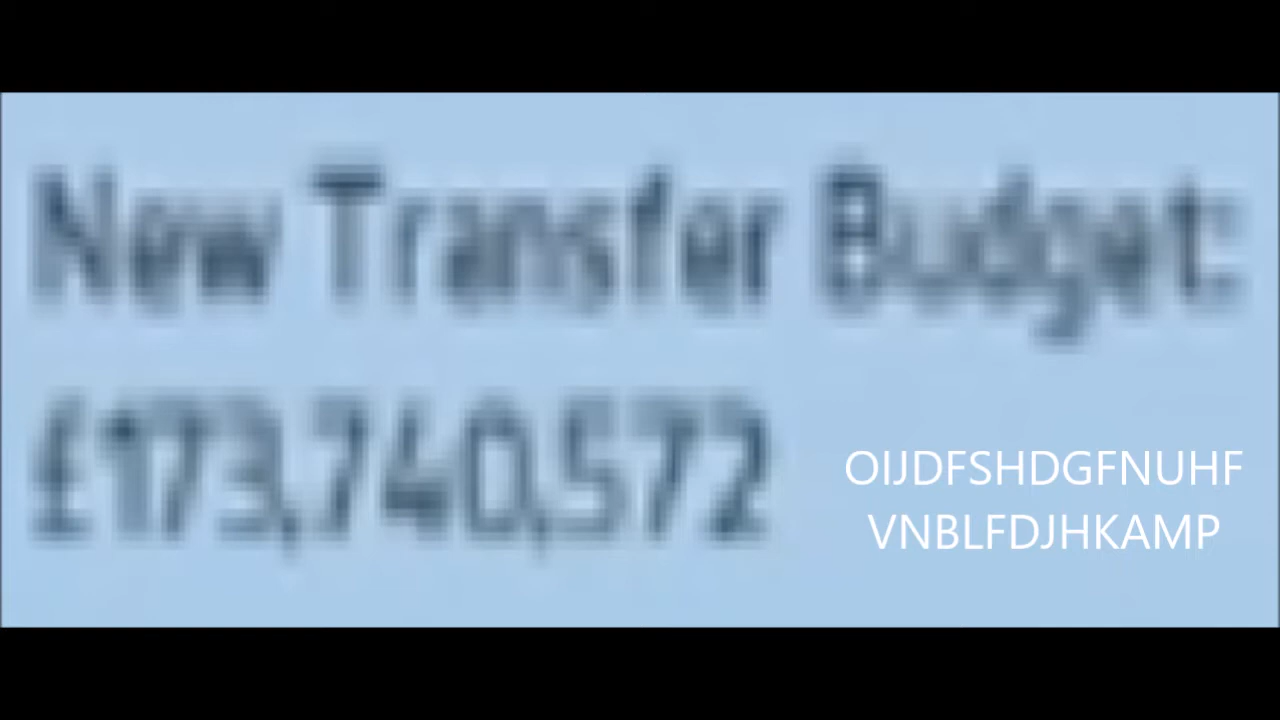 New Transfer Budget:
£173,740,572
OIJDFSHDGFNUHF
VNBLFDJHKAMP